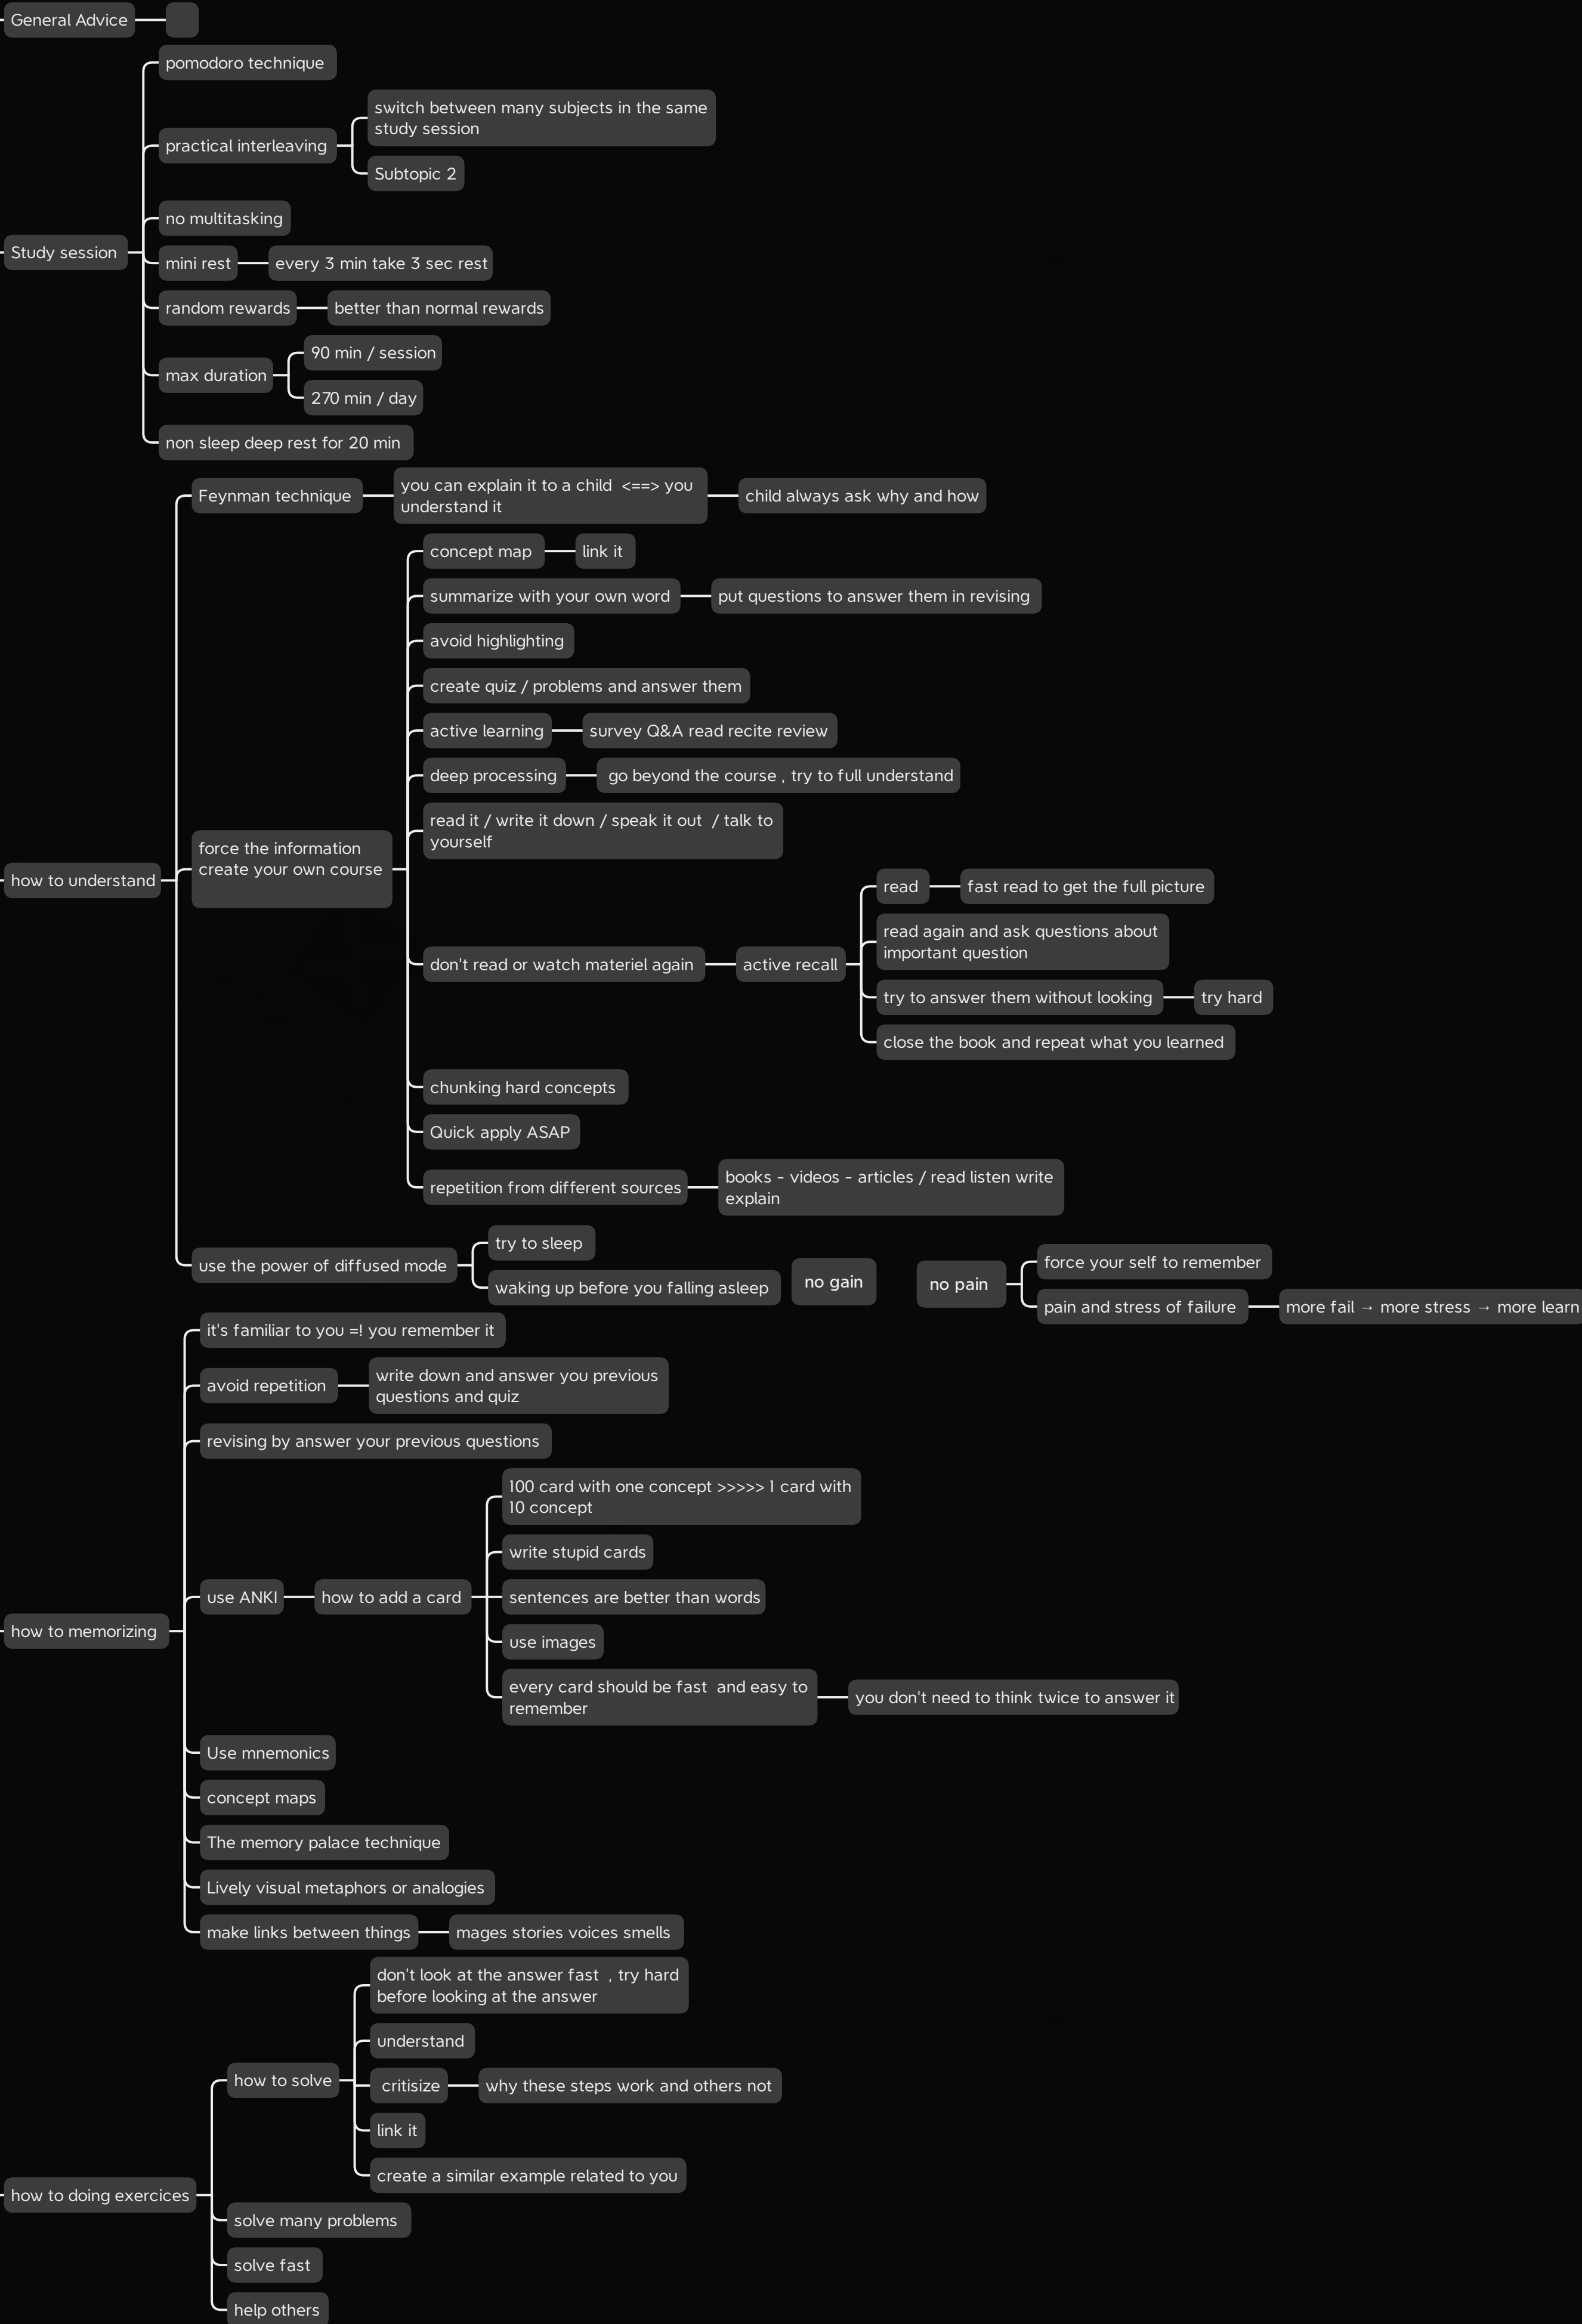 General Advice
pomodoro technique
switch between many subjects in the same
study session
practical interleaving
Subtopic 2
no multitasking
Study session
mini rest
every 3 min take 3 sec rest
random rewards
better than normal rewards
90 min / session
max duration
270 min / day
non sleep deep rest for 20 min
Feynman technique
you can explain it to a child <==> you
understand it
child always ask why and how
concept map
link it
summarize with your own word
put questions to answer them in revising
avoid highlighting
create quiz / problems and answer them
active learning
survey Q&A read recite review
deep processing
go beyond the course , try to full understand
read it / write it down / speak it out / talk to
yourself
force the information
create your own course
how to understand
read
fast read to get the full picture
read again and ask questions about
important question
don't read or watch materiel again
active recall
try to answer them without looking
try hard
close the book and repeat what you learned
chunking hard concepts
Quick apply ASAP
repetition from different sources
books - videos - articles / read listen write
explain
try to sleep
use the power of diffused mode
waking up before you falling asleep
no gain
no pain
force your self to remember
pain and stress of failure
more fail → more stress → more learn
it's familiar to you =! you remember it
avoid repetition
write down and answer you previous
questions and quiz
revising by answer your previous questions
100 card with one concept >>>>> 1 card with
10 concept
write stupid cards
use ANKI
how to add a card
sentences are better than words
how to memorizing
use images
every card should be fast and easy to
remember
you don't need to think twice to answer it
Use mnemonics
concept maps
The memory palace technique
Lively visual metaphors or analogies
make links between things
mages stories voices smells
don't look at the answer fast , try hard
before looking at the answer
understand
how to solve
critisize
why these steps work and others not
link it
create a similar example related to you
how to doing exercices
solve many problems
solve fast
help others